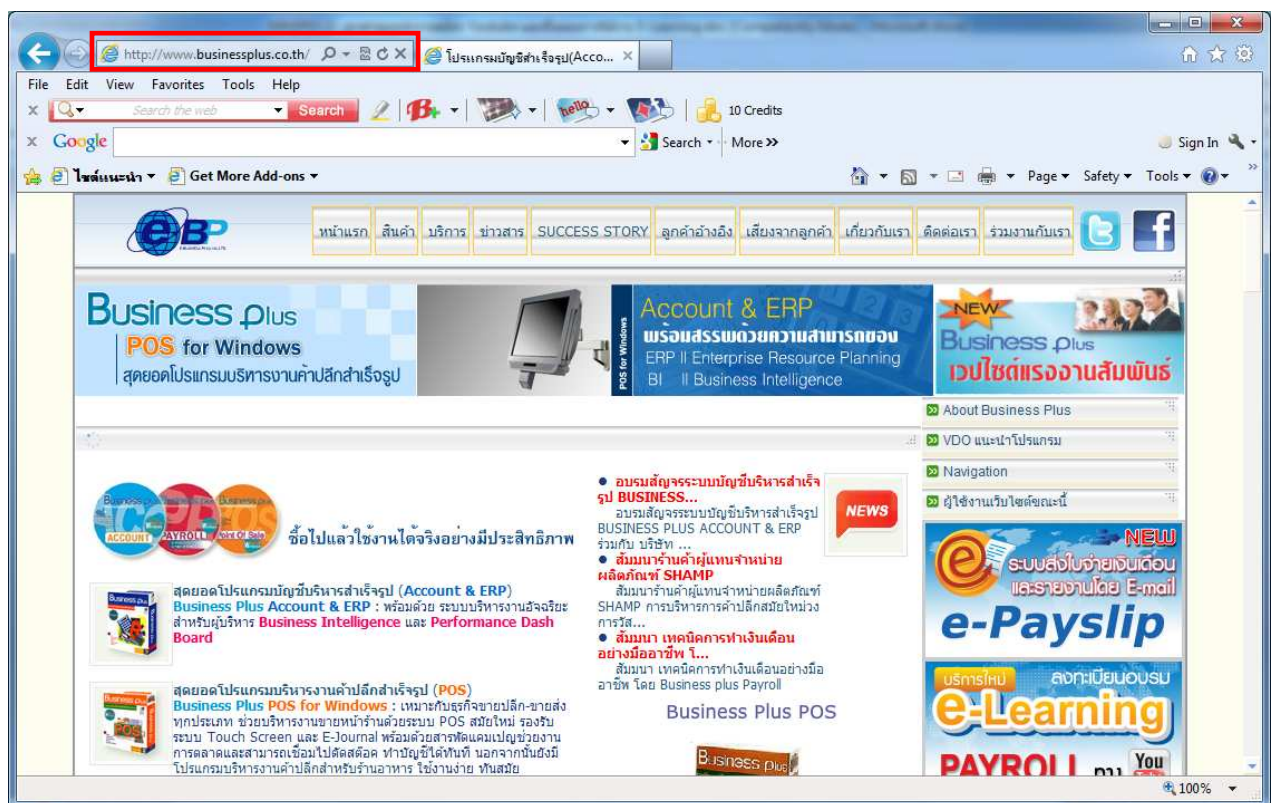 http://www.businessplus.co.th/
โปรแกรมบัญชีสำเร็จรูป(Acco...
File Edit View Favorites Tools Help
Search the web Search hello 10 Credits
Google Search More >> Sign In
ไซต์แนะนำ Get More Add-ons Page Safety Tools
eBP หน้าแรก สินค้า บริการ ข่าวสาร SUCCESS STORY ลูกค้าอ้างอิง เสียงจากลูกค้า เกี่ยวกับเรา ติดต่อเรา ร่วมงานกับเรา
Business Plus
POS for Windows
สุดยอดโปรแกรมบริหารงานค้าปลีกสำเร็จรูป
POS for Windows
Account & ERP
พร้อมสรรพด้วยความสามารถของ
ERP II Enterprise Resource Planning
BI II Business Intelligence
NEW
Business Plus
เวปไซต์แรงงานสัมพันธ์
About Business Plus
VDO แนะนำโปรแกรม
Navigation
ผู้ใช้งานเว็บไซต์ขณะนี้
ACCOUNT PAYROLL Point Of Sale
ซื้อไปแล้วใช้งานได้จริงอย่างมีประสิทธิภาพ
สุดยอดโปรแกรมบัญชีบริหารสำเร็จรูป (Account & ERP)
Business Plus Account & ERP : พร้อมด้วย ระบบบริหารงานอัจฉริยะ
สำหรับผู้บริหาร Business Intelligence และ Performance Dash
Board
สุดยอดโปรแกรมบริหารงานค้าปลีกสำเร็จรูป (POS)
Business Plus POS for Windows : เหมาะกับธุรกิจขายปลีก-ขายส่ง
ทุกประเภท ช่วยบริหารงานขายหน้าร้านด้วยระบบ POS สมัยใหม่ รองรับ
ระบบ Touch Screen และ E-Journal พร้อมด้วยสารพัดแคมเปญช่วยงาน
การตลาดและสามารถเชื่อมไปตัดสต๊อค ทำบัญชีได้ทันที นอกจากนั้นยังมี
โปรแกรมบริหารงานค้าปลีกสำหรับร้านอาหาร ใช้งานง่าย ทันสมัย
• อบรมสัญจรระบบบัญชีบริหารสำเร็จ
รูป BUSINESS...
อบรมสัญจรระบบบัญชีบริหารสำเร็จรูป
BUSINESS PLUS ACCOUNT & ERP
ร่วมกับ บริษัท ...
• สัมมนาร้านค้าผู้แทนจำหน่าย
ผลิตภัณฑ์ SHAMP
สัมมนาร้านค้าผู้แทนจำหน่ายผลิตภัณฑ์
SHAMP การบริหารการค้าปลีกสมัยใหม่วง
การวัส...
• สัมมนา เทคนิคการทำเงินเดือน
อย่างมืออาชีพ โ...
สัมมนา เทคนิคการทำเงินเดือนอย่างมือ
อาชีพ โดย Business plus Payroll
NEWS
Business Plus POS
Business Plus
NEW
ระบบส่งใบจ่ายเงินเดือน
และรายงานโดย E-mail
e-Payslip
บริการใหม่ ลงทะเบียนอบรม
e-Learning
PAYROLL ทาง You
100%